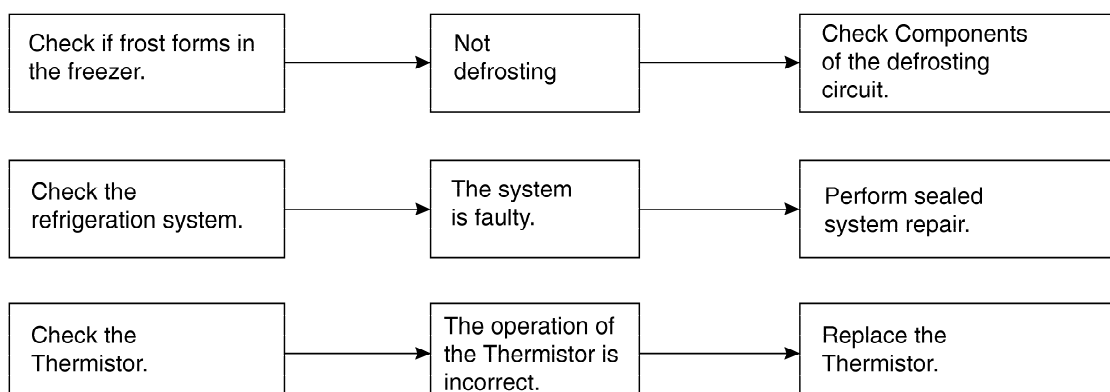 Check if frost forms in
the freezer.
Not
defrosting
Check Components
of the defrosting
circuit.
Check the
refrigeration system.
The system
is faulty.
Perform sealed
system repair.
Check the
Thermistor.
The operation of
the Thermistor is
incorrect.
Replace the
Thermistor.